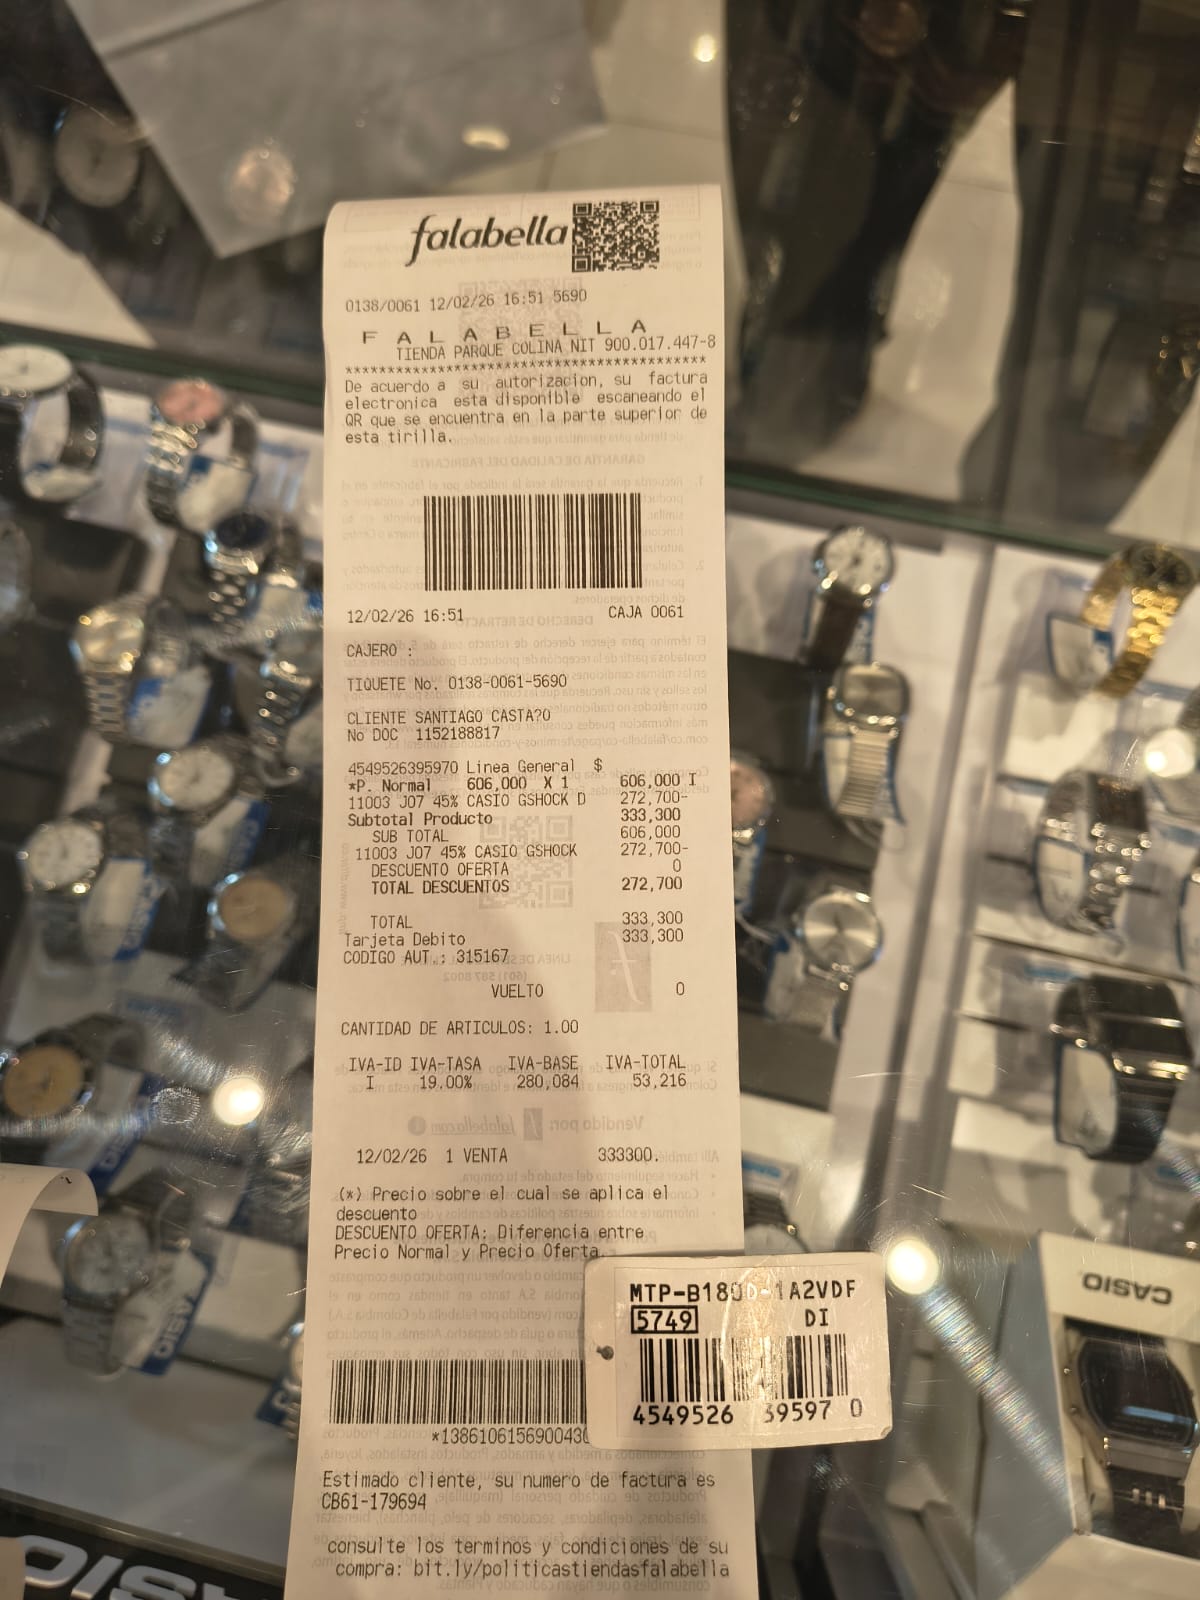 falabella
0138/0061 12/02/26 16:51 5690
F A L A B E L L A
TIENDA PARQUE COLINA NIT 900.017.447-8
******************************************
De acuerdo a su autorizacion, su factura
electronica esta disponible escaneando el
QR que se encuentra en la parte superior de
esta tirilla.
12/02/26 16:51 CAJA 0061
CAJERO :
TIQUETE No. 0138-0061-5690
CLIENTE SANTIAGO CASTA?O
No DOC 1152188817
4549526395970 Linea General $
*P. Normal 606,000 X 1 606,000 I
11003 J07 45% CASIO GSHOCK D 272,700-
Subtotal Producto 333,300
SUB TOTAL 606,000
11003 J07 45% CASIO GSHOCK 272,700-
DESCUENTO OFERTA 0
TOTAL DESCUENTOS 272,700
TOTAL 333,300
Tarjeta Debito 333,300
CODIGO AUT.: 315167
VUELTO 0
CANTIDAD DE ARTICULOS: 1.00
IVA-ID IVA-TASA IVA-BASE IVA-TOTAL
I 19.00% 280,084 53,216
12/02/26 1 VENTA 333300.
(*) Precio sobre el cual se aplica el
descuento
DESCUENTO OFERTA: Diferencia entre
Precio Normal y Precio Oferta.
MTP-B180D-1A2VDF
5749 DI
4549526 39597 0
*138610615690043
Estimado cliente, su numero de factura es
CB61-179694
consulte los terminos y condiciones de su
compra: bit.ly/politicastiendasfalabella
CASIO